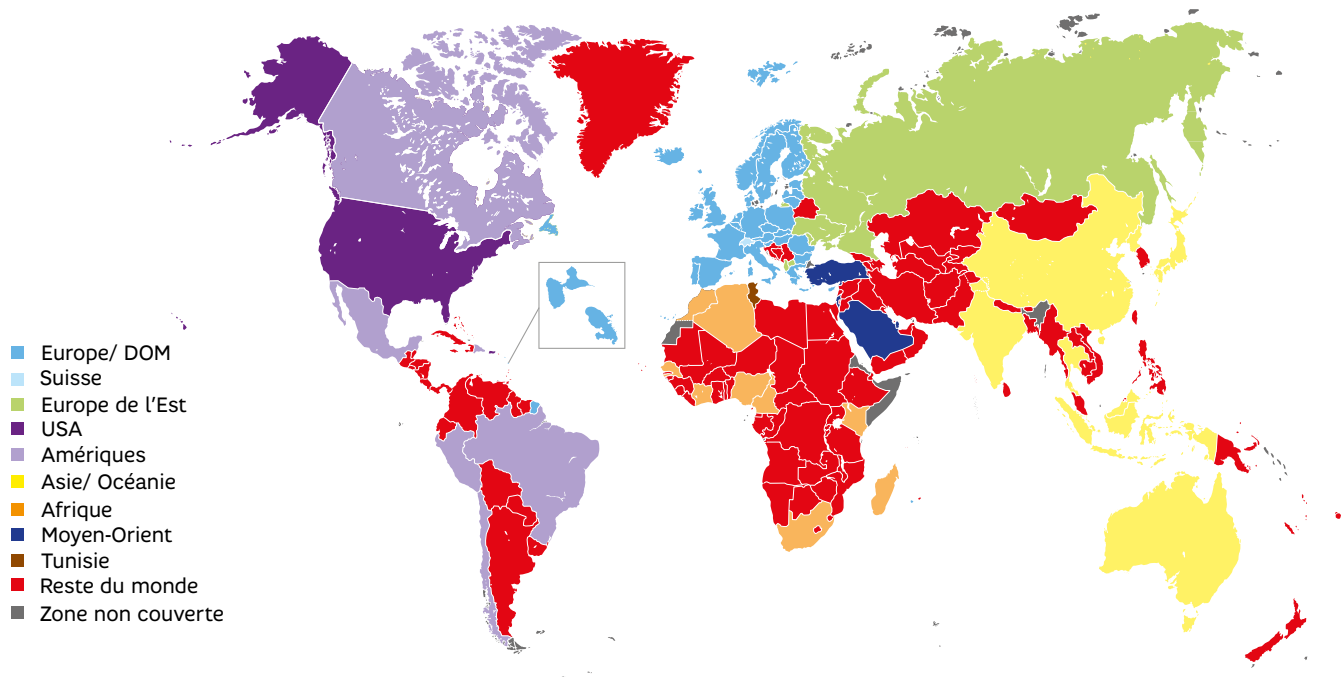 Europe/ DOM
Suisse
Europe de l'Est
USA
Amériques
Asie/ Océanie
Afrique
Moyen-Orient
Tunisie
Reste du monde
Zone non couverte